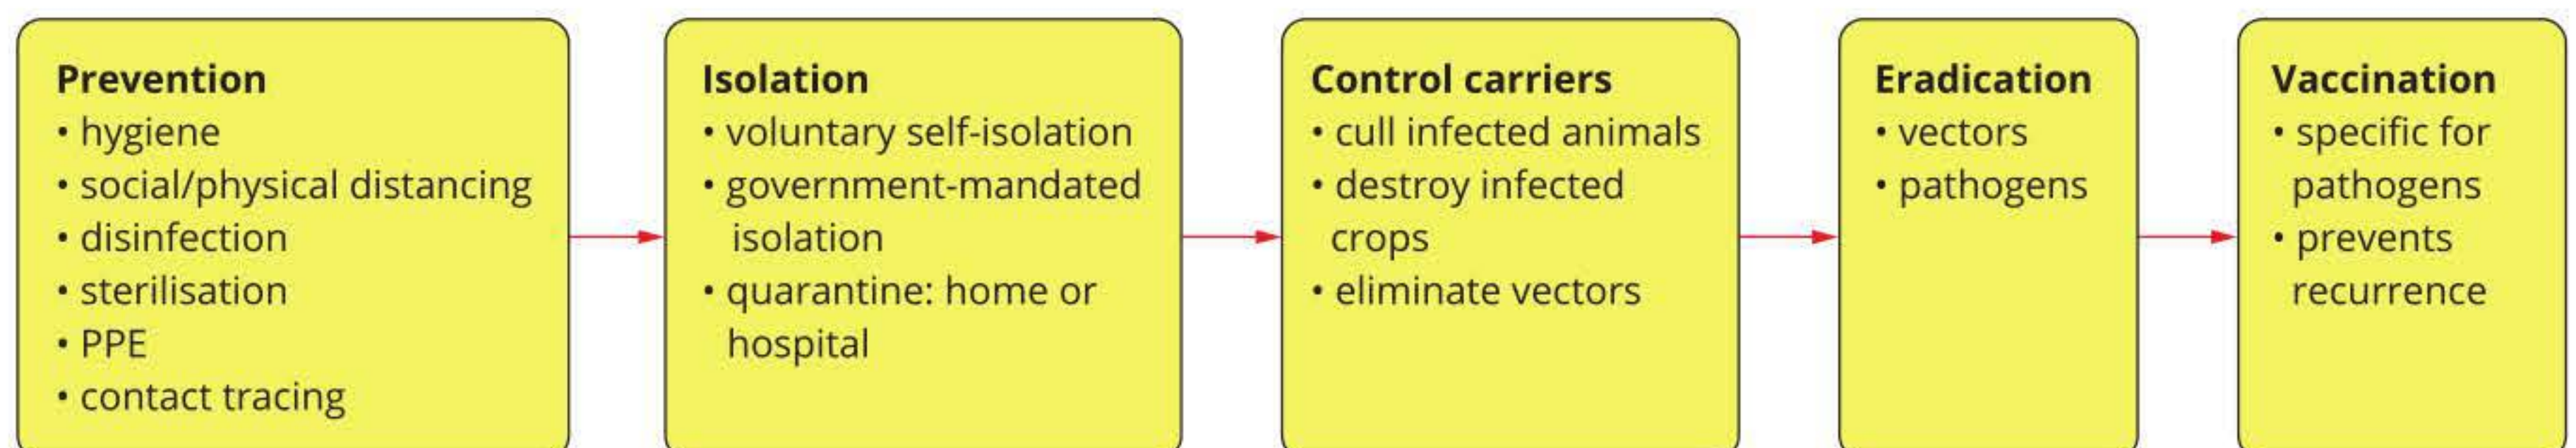 Prevention
• hygiene
• social/physical distancing
• disinfection
• sterilisation
• PPE
• contact tracing
Isolation
• voluntary self-isolation
• government-mandated
isolation
• quarantine: home or
hospital
Control carriers
• cull infected animals
• destroy infected
crops
• eliminate vectors
Eradication
• vectors
• pathogens
Vaccination
• specific for
pathogens
• prevents
recurrence